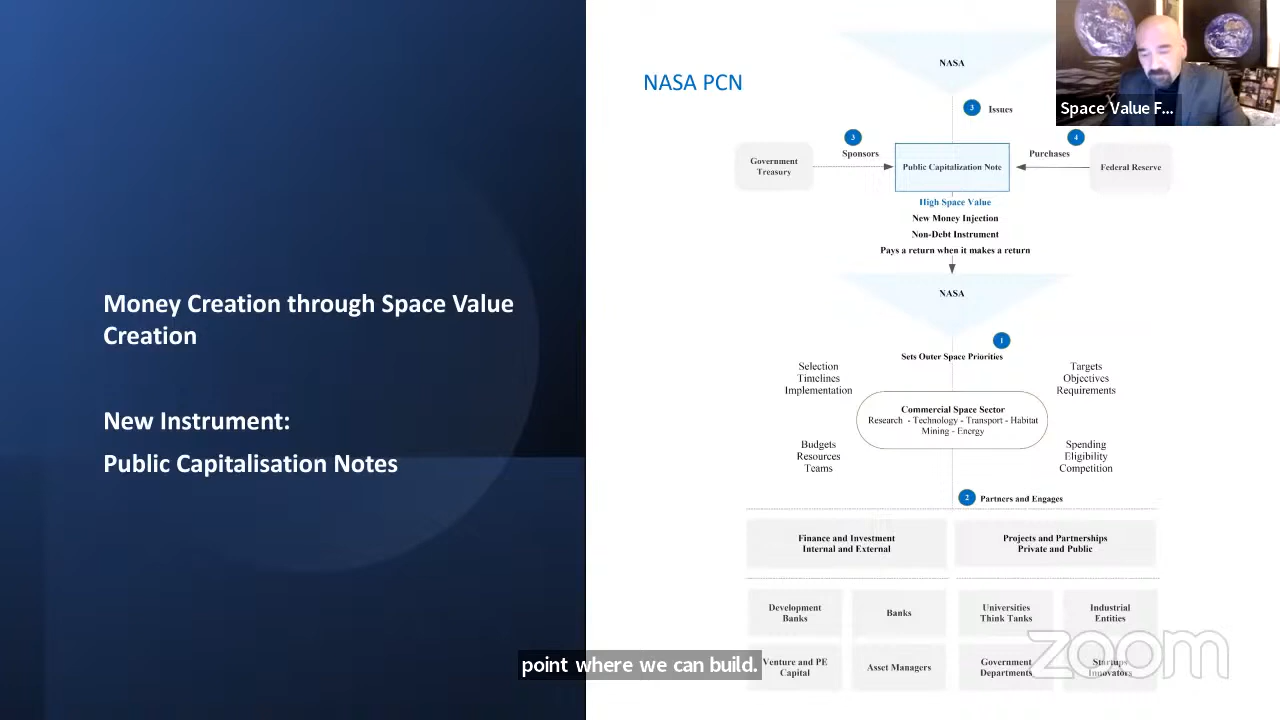 Money Creation through Space Value
Creation
New Instrument:
Public Capitalisation Notes
NASA PCN
NASA
3 Issues
Government
Treasury
3
Sponsors
Public Capitalization Note
4
Purchases
Federal Reserve
High Space Value
New Money Injection
Non-Debt Instrument
Pays a return when it makes a return
NASA
1
Sets Outer Space Priorities
Selection
Timelines
Implementation
Targets
Objectives
Requirements
Commercial Space Sector
Research - Technology - Transport - Habitat
Mining - Energy
Budgets
Resources
Teams
Spending
Eligibility
Competition
2 Partners and Engages
Finance and Investment
Internal and External
Projects and Partnerships
Private and Public
Development
Banks
Banks
Universities
Think Tanks
Industrial
Entities
Venture and PE
Capital
Asset Managers
Government
Departments
Startups
Innovators
Space Value F...
point where we can build.
zoom